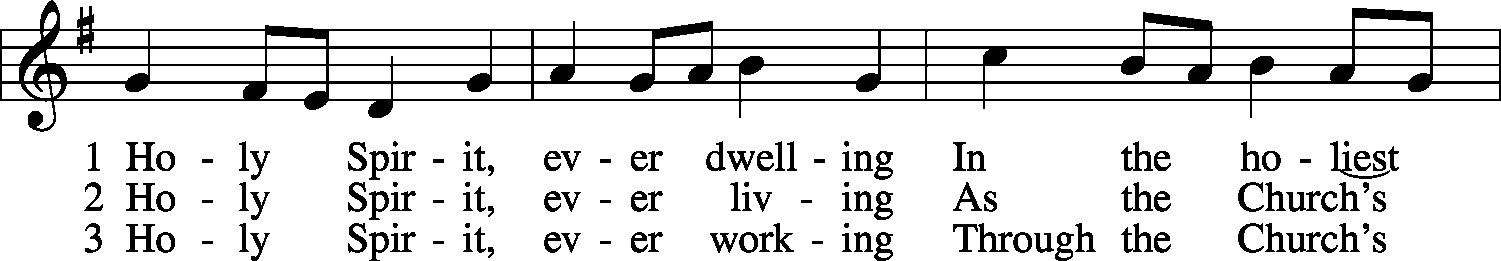 1 Ho - ly Spir - it, ev - er dwell - ing In the ho - liest
2 Ho - ly Spir - it, ev - er liv - ing As the Church's
3 Ho - ly Spir - it, ev - er work - ing Through the Church's